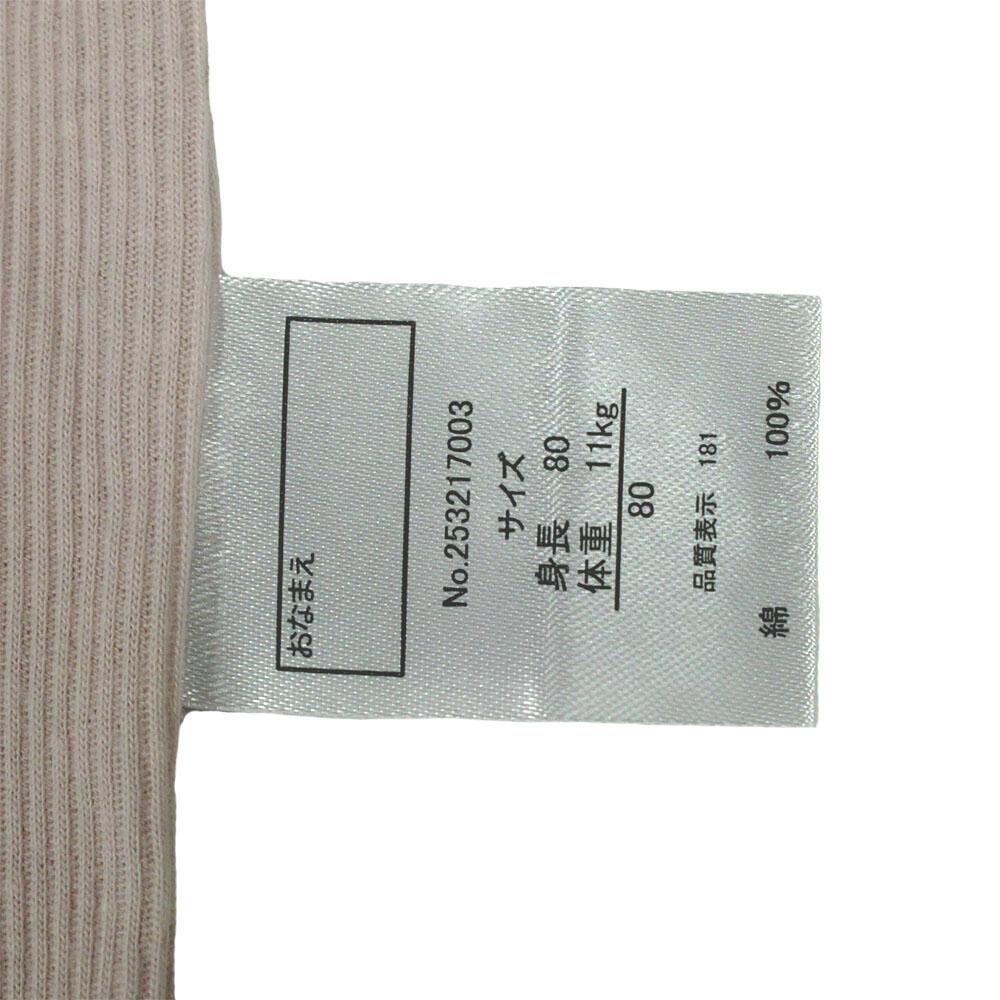 おなまえ
No.253217003
サイズ
身長 80
体重 11kg
80
品質表示 181
綿 100%